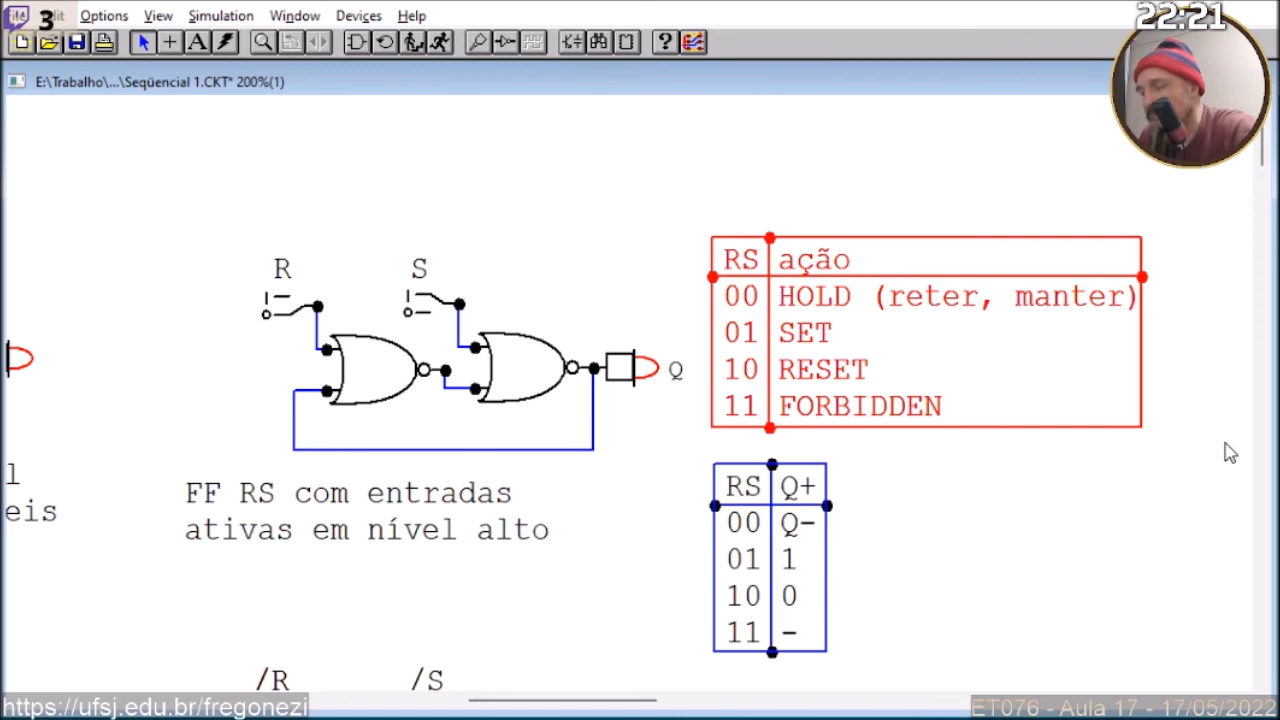 3 Options View Simulation Window Devices Help
22:21
E:\Trabalho\...\Seqüencial 1.CKT* 200%(1)
R S
RS ação
00 HOLD (reter, manter)
01 SET
10 RESET
11 FORBIDDEN
Q
l
eis
FF RS com entradas
ativas em nível alto
RS Q+
00 Q-
01 1
10 0
11 -
/R /S
https://ufsj.edu.br/fregonezi
ET076 - Aula 17 - 17/05/2022